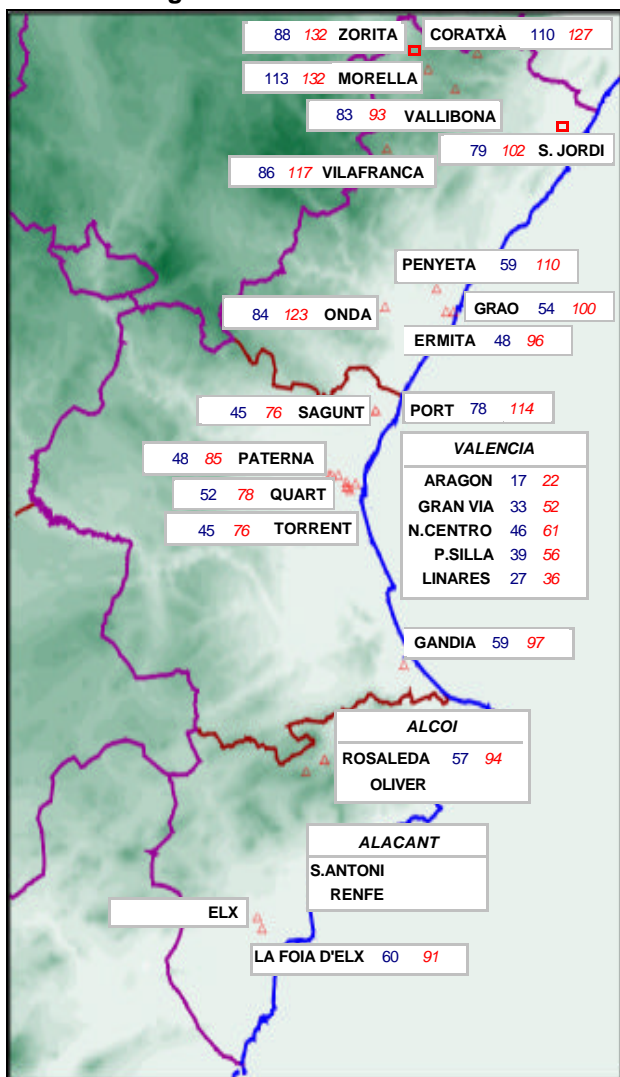 88 132 ZORITA
CORATXÀ 110 127
113 132 MORELLA
83 93 VALLIBONA
79 102 S. JORDI
86 117 VILAFRANCA
PENYETA 59 110
84 123 ONDA
GRAO 54 100
ERMITA 48 96
45 76 SAGUNT
PORT 78 114
VALENCIA
ARAGON 17 22
GRAN VIA 33 52
N.CENTRO 46 61
P.SILLA 39 56
LINARES 27 36
48 85 PATERNA
52 78 QUART
45 76 TORRENT
GANDIA 59 97
ALCOI
ROSALEDA 57 94
OLIVER
ALACANT
S.ANTONI
RENFE
ELX
LA FOIA D'ELX 60 91